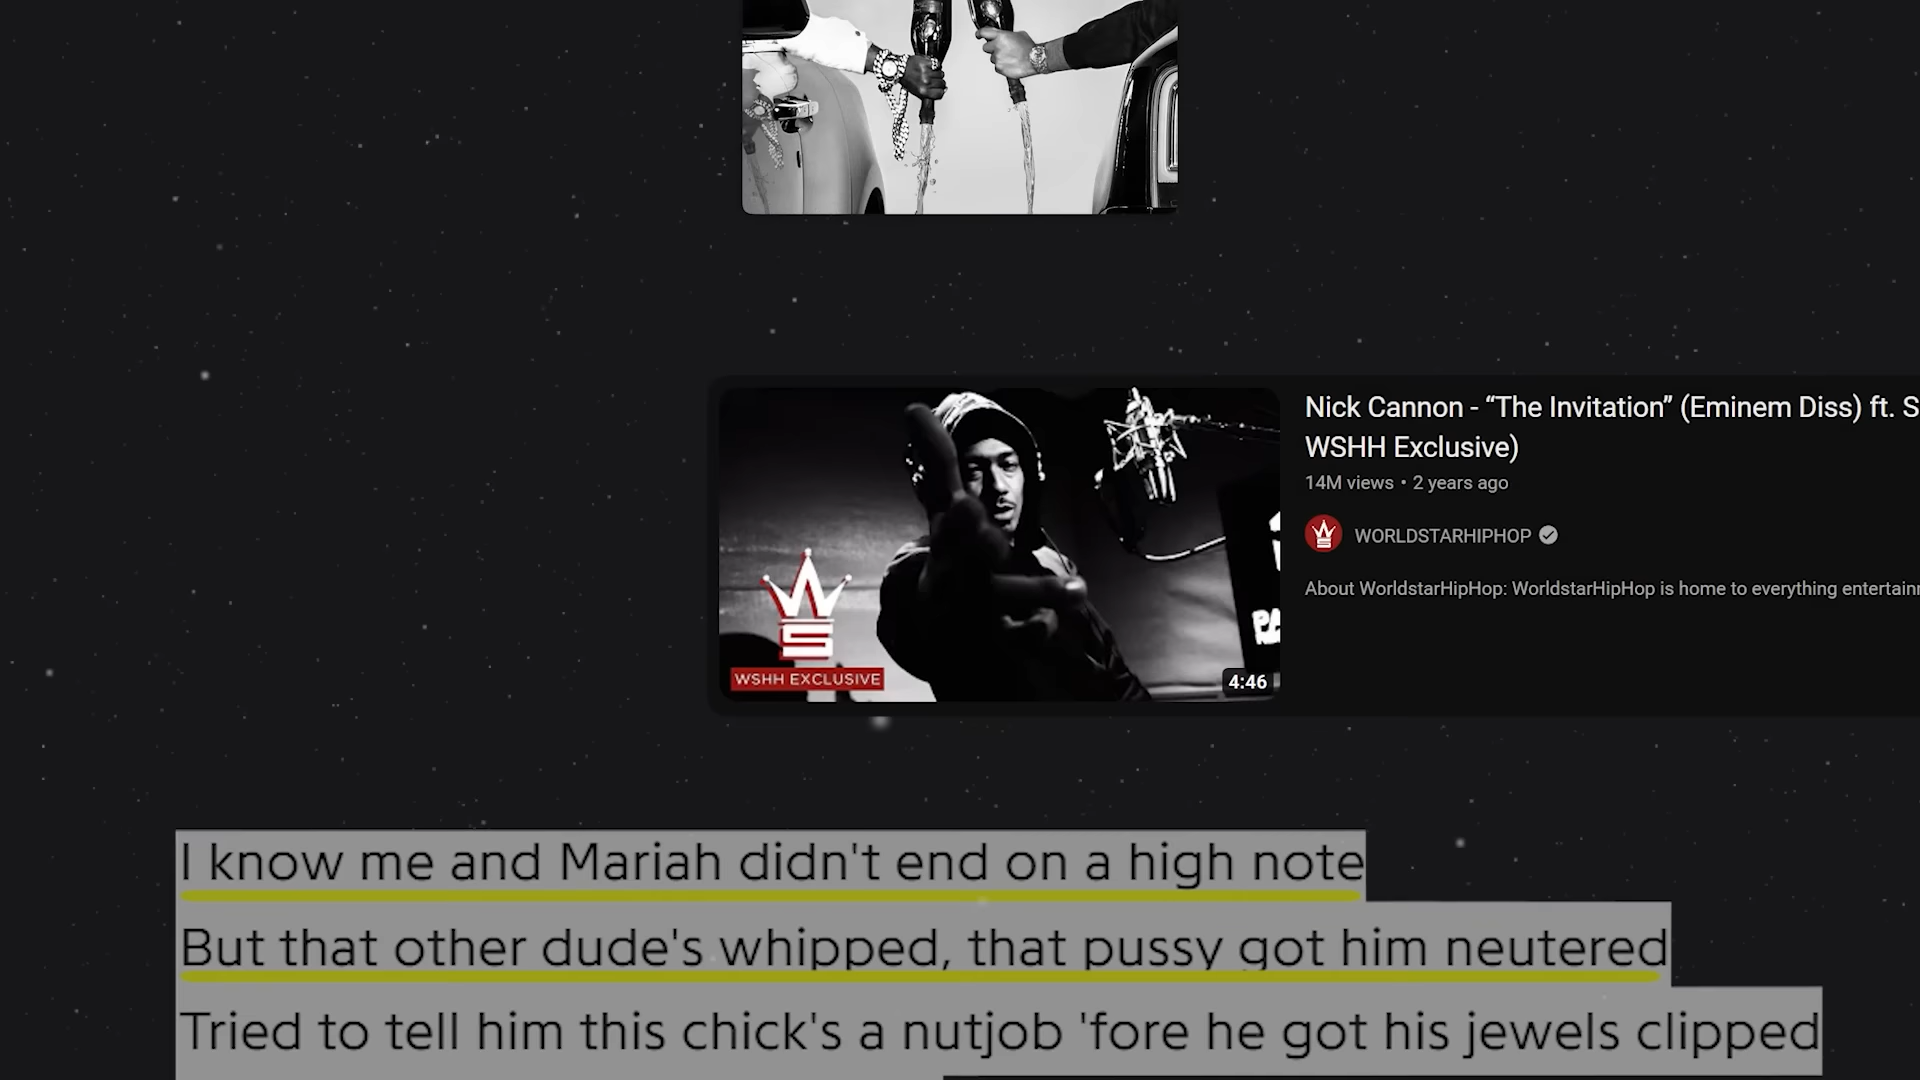 Nick Cannon - “The Invitation” (Eminem Diss) ft. S
WSHH Exclusive)
14M views • 2 years ago
WORLDSTARHIPHOP
About WorldstarHipHop: WorldstarHipHop is home to everything entertain
WS
WSHH EXCLUSIVE
4:46
I know me and Mariah didn't end on a high note
But that other dude's whipped, that pussy got him neutered
Tried to tell him this chick's a nutjob 'fore he got his jewels clipped